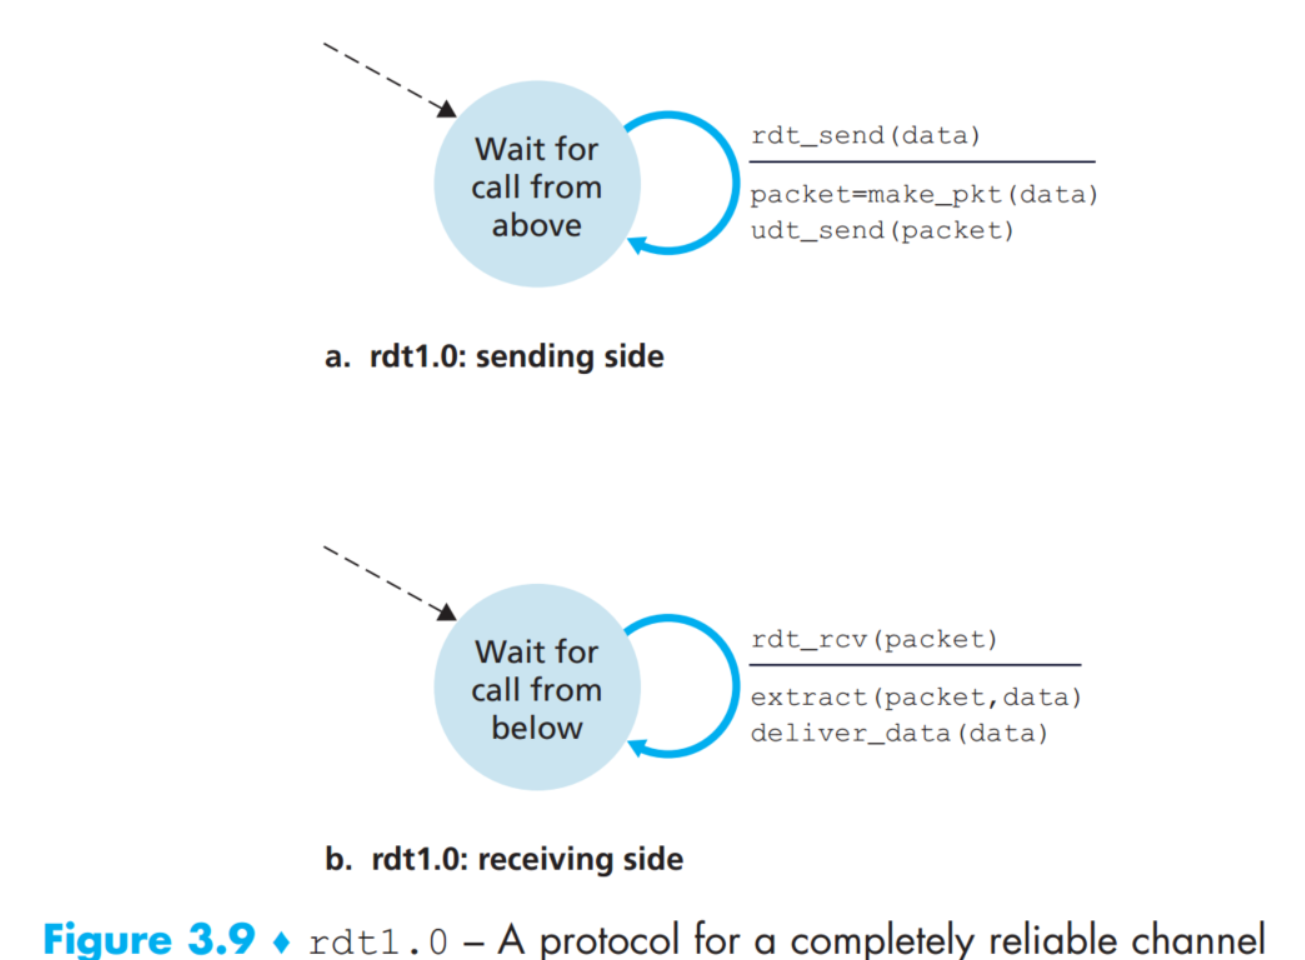 Wait for
call from
above
rdt_send(data)
packet=make_pkt(data)
udt_send(packet)
a. rdt1.0: sending side
Wait for
call from
below
rdt_rcv(packet)
extract(packet,data)
deliver_data(data)
b. rdt1.0: receiving side
Figure 3.9 ♦ rdt1.0 – A protocol for a completely reliable channel